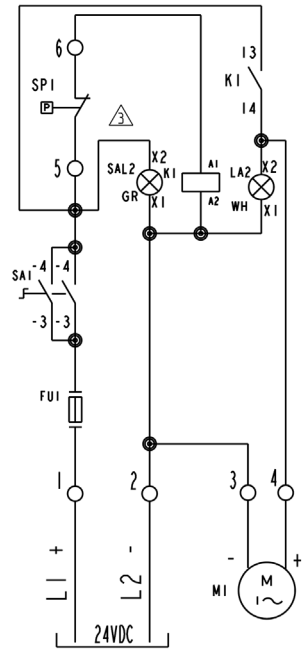 6
13
SP1
K1
P
3
14
5
SAL2
X2
K1
A1
LA2
X2
GR
X1
A2
WH
X1
SA1
-4 -4
-3 -3
FU1
1
2
3
4
L1 +
L2 -
-
+
M1
M
1~
24VDC